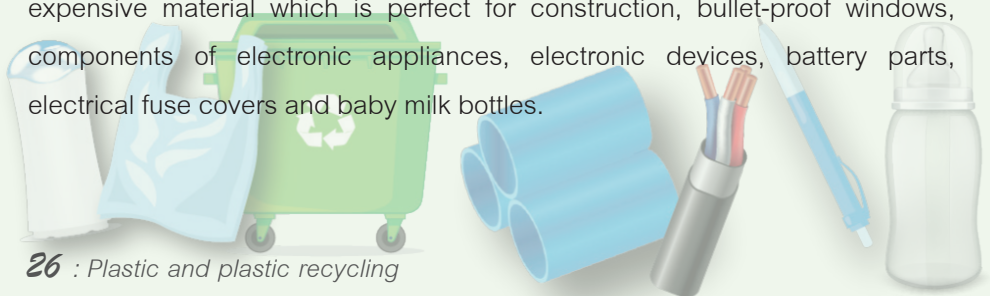 expensive material which is perfect for construction, bullet-proof windows,
components of electronic appliances, electronic devices, battery parts,
electrical fuse covers and baby milk bottles.
26 : Plastic and plastic recycling